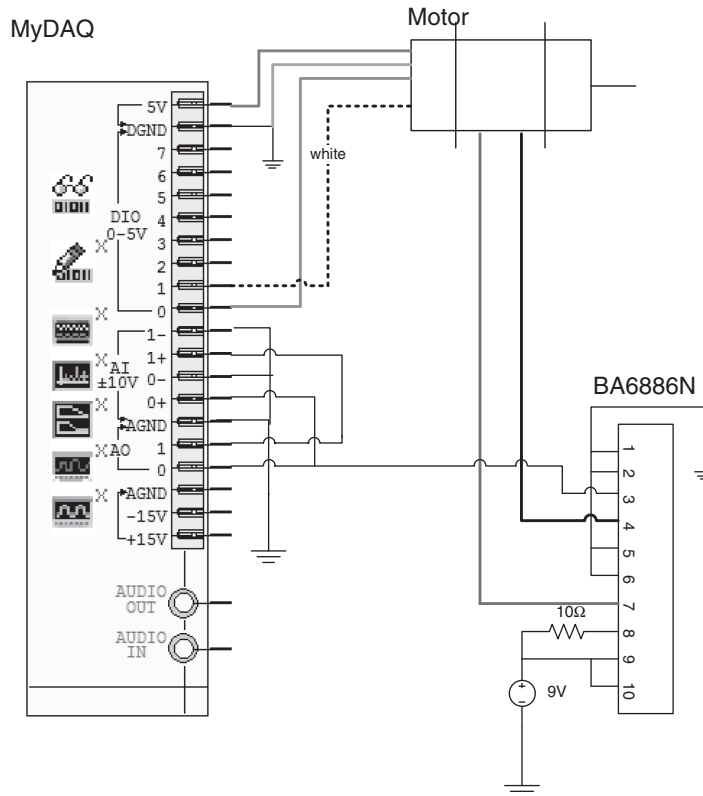 MyDAQ
Motor
5V
DGND
7
6
5
4
3
2
1
0
DIO
0-5V
white
X
X
X
X
X
X
1-
1+
0-
0+
AGND
1
0
AI
±10V
AO
AGND
-15V
+15V
AUDIO
OUT
AUDIO
IN
BA6886N
1
2
3
4
5
6
7
8
9
10
10Ω
+
−
9V